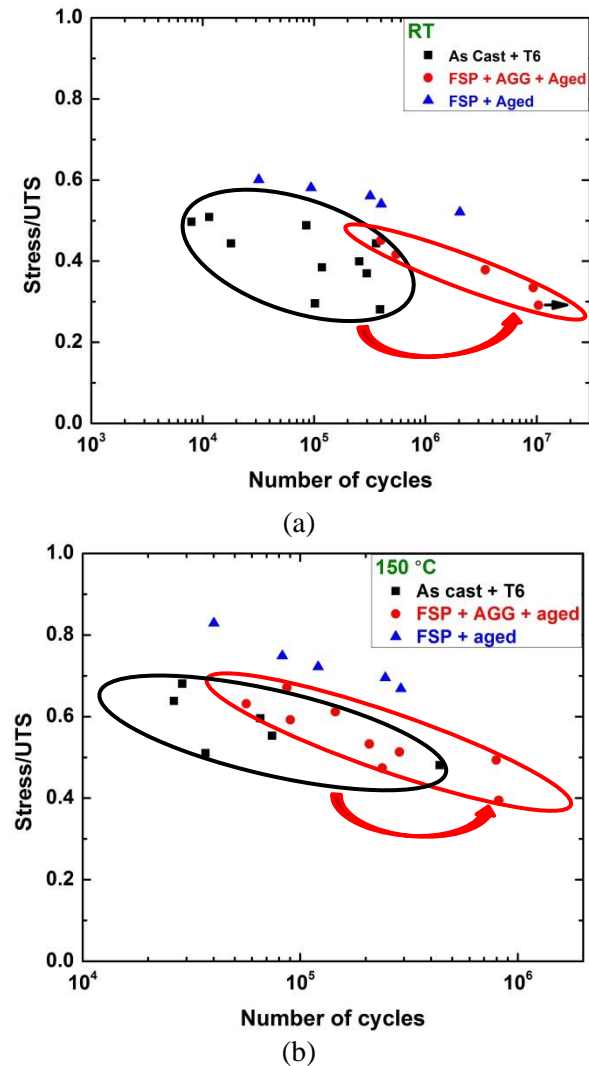 1.0
RT
As Cast + T6
FSP + AGG + Aged
FSP + Aged
0.8
0.6
0.4
0.2
0.0
Stress/UTS
10³ 10⁴ 10⁵ 10⁶ 10⁷
Number of cycles
(a)
1.0
150 °C
As cast + T6
FSP + AGG + aged
FSP + aged
0.8
0.6
0.4
0.2
0.0
Stress/UTS
10⁴ 10⁵ 10⁶
Number of cycles
(b)